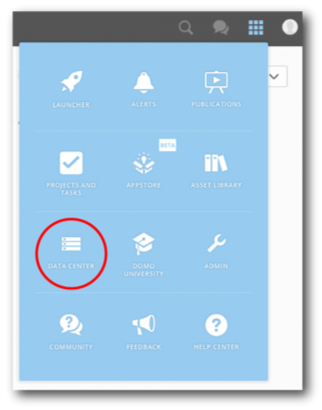 LAUNCHER
ALERTS
PUBLICATIONS
BETA
PROJECTS AND
TASKS
APPSTORE
ASSET LIBRARY
DATA CENTER
DOMO
UNIVERSITY
ADMIN
COMMUNITY
FEEDBACK
HELP CENTER